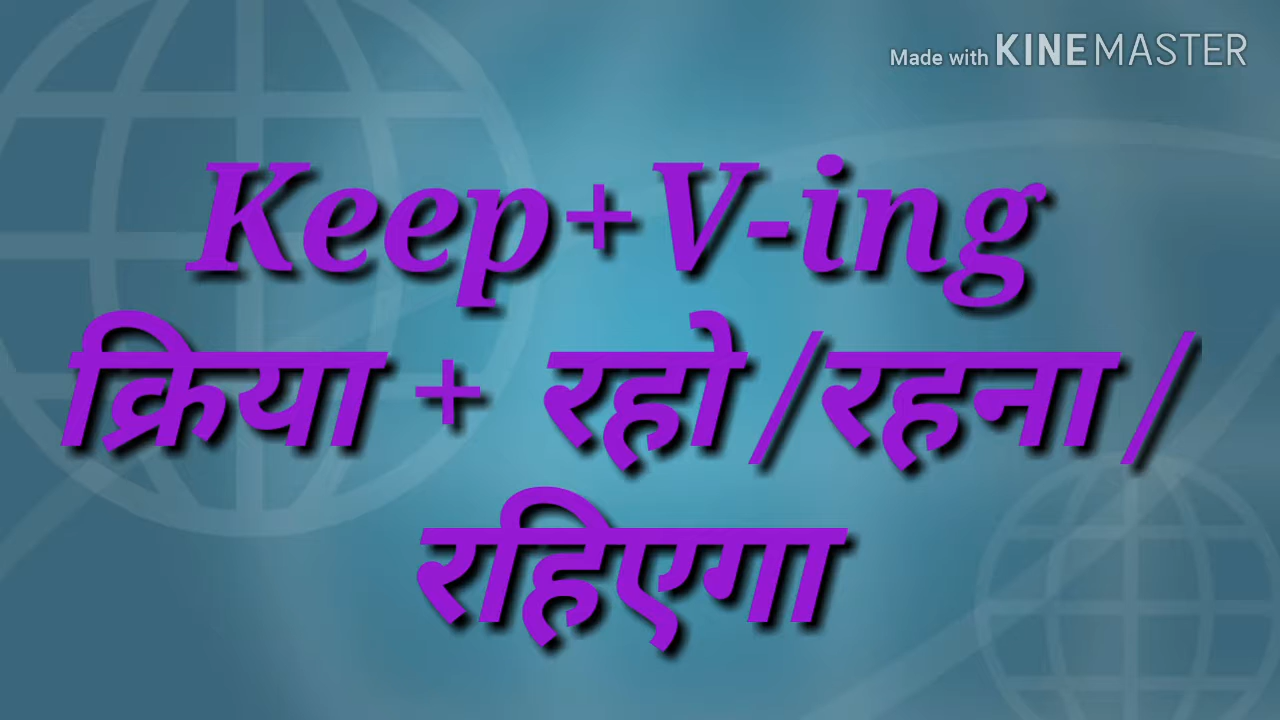 Made with KINEMASTER
Keep+V-ing
क्रिया + रहो /रहना /
रहिएगा